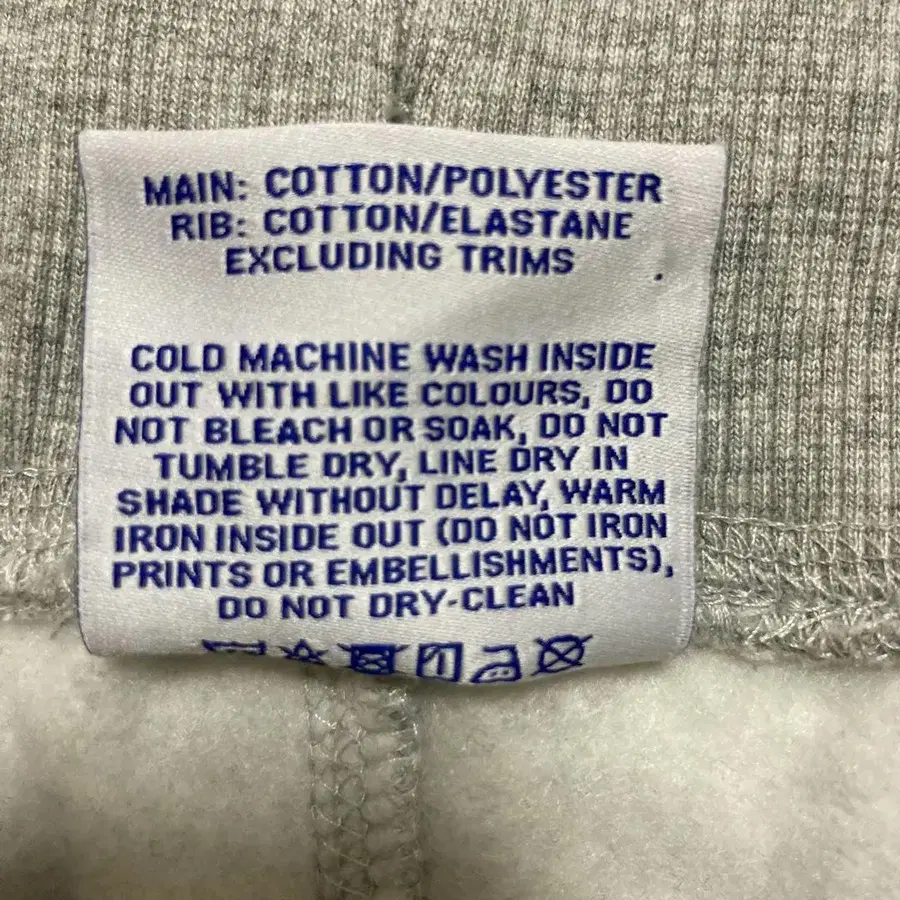 MAIN: COTTON/POLYESTER
RIB: COTTON/ELASTANE
EXCLUDING TRIMS
COLD MACHINE WASH INSIDE
OUT WITH LIKE COLOURS, DO
NOT BLEACH OR SOAK, DO NOT
TUMBLE DRY, LINE DRY IN
SHADE WITHOUT DELAY, WARM
IRON INSIDE OUT (DO NOT IRON
PRINTS OR EMBELLISHMENTS),
DO NOT DRY-CLEAN